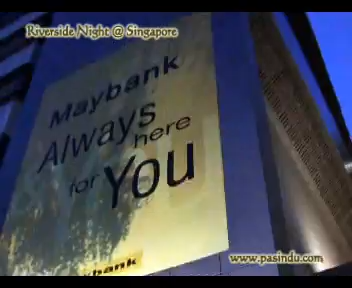 Riverside Night @ Singapore
Maybank
Always
here
for You
www.pasindu.com